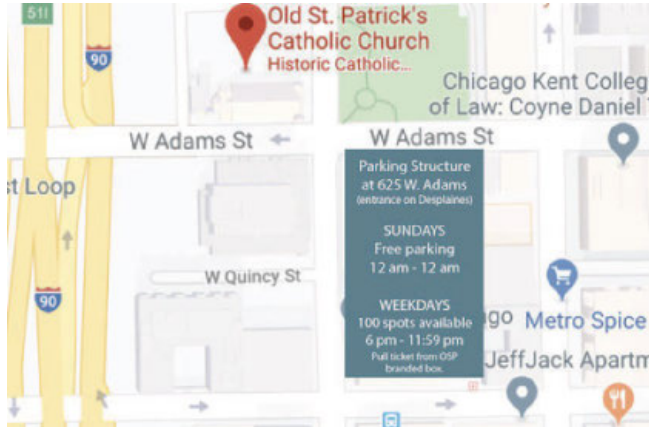 51I
90
Old St. Patrick's
Catholic Church
Historic Catholic...
Chicago Kent Colleg
of Law: Coyne Daniel
W Adams St
W Adams St
st Loop
Parking Structure
at 625 W. Adams
(entrance on Desplaines)
SUNDAYS
Free parking
12 am - 12 am
W Quincy St
90
WEEKDAYS
100 spots available
6 pm - 11:59 pm
Pull ticket from OSP
branded box.
go
Metro Spice
JeffJack Apartm